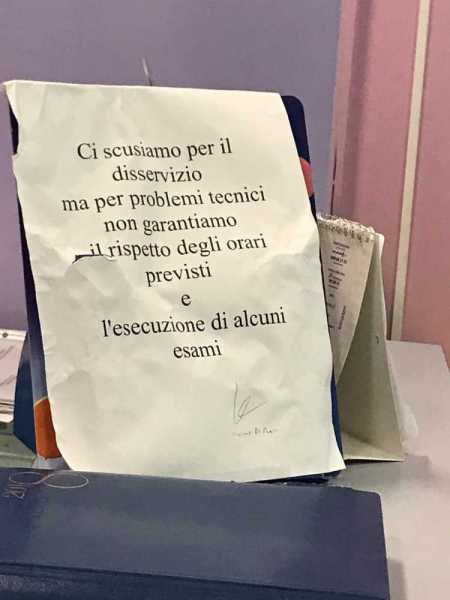 Ci scusiamo per il
disservizio
ma per problemi tecnici
non garantiamo
il rispetto degli orari
previsti
e
l'esecuzione di alcuni
esami